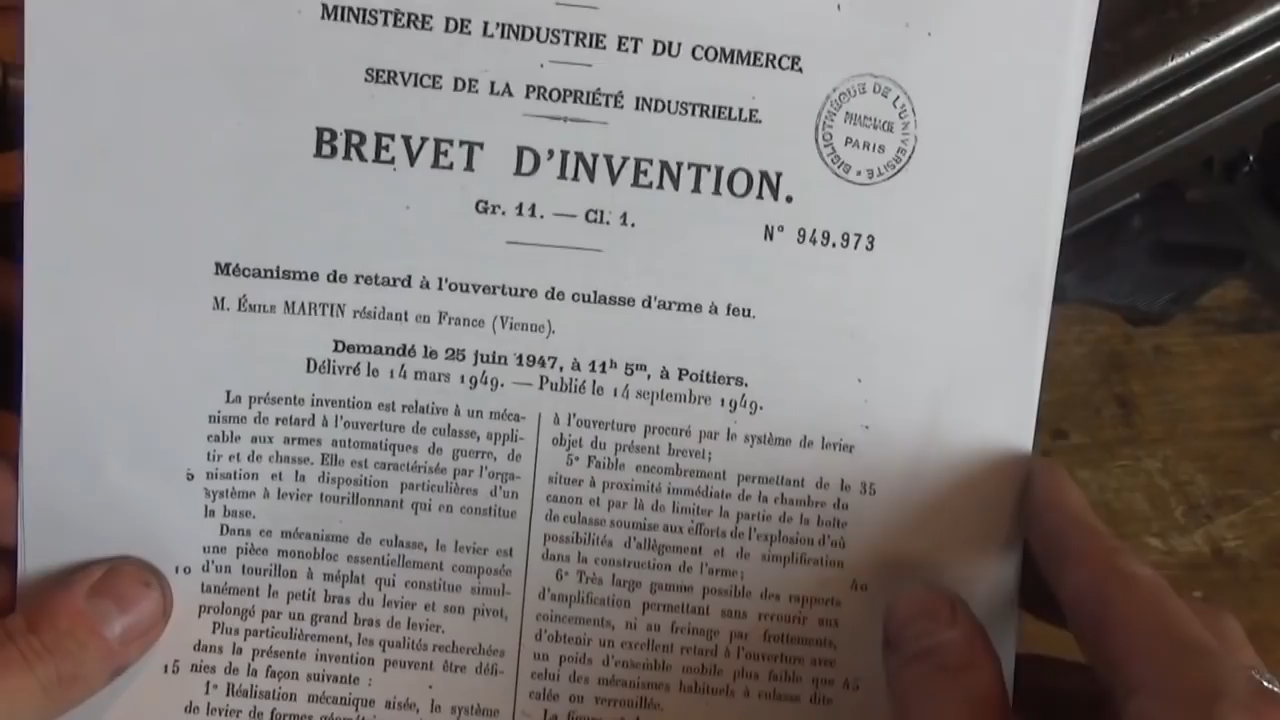 MINISTÈRE DE L'INDUSTRIE ET DU COMMERCE
SERVICE DE LA PROPRIÉTÉ INDUSTRIELLE.
BIBLIOTHÈQUE DE L'UNIVERSITÉ
PHARMACIE
PARIS
BREVET D'INVENTION.
Gr. 11. — Cl. 1.
N° 949.973
Mécanisme de retard à l'ouverture de culasse d'arme à feu.
M. Émile MARTIN résidant en France (Vienne).
Demandé le 25 juin 1947, à 11h 5m, à Poitiers.
Délivré le 14 mars 1949. — Publié le 14 septembre 1949.
La présente invention est relative à un méca-
nisme de retard à l'ouverture de culasse, appli-
cable aux armes automatiques de guerre, de
tir et de chasse. Elle est caractérisée par l'orga-
5 nisation et la disposition particulières d'un
système à levier tourillonnant qui en constitue
la base.
Dans ce mécanisme de culasse, le levier est
une pièce monobloc essentiellement composée
10 d'un tourillon à méplat qui constitue simul-
tanément le petit bras du levier et son pivot,
prolongé par un grand bras de levier.
Plus particulièrement, les qualités recherchées
dans la présente invention peuvent être défi-
15 nies de la façon suivante :
1° Réalisation mécanique aisée, le système
de levier de formes
à l'ouverture procuré par le système de levier
objet du présent brevet;
5° Faible encombrement permettant de le 35
situer à proximité immédiate de la chambre du
canon et par là de limiter la partie de la boîte
de culasse soumise aux efforts de l'explosion d'où
possibilités d'allègement et de simplification
dans la construction de l'arme; 40
6° Très large gamme possible des rapports
d'amplification permettant sans recourir aux
coincements, ni au freinage par frottements,
d'obtenir un excellent retard à l'ouverture avec
un poids d'ensemble mobile plus faible que 45
celui des mécanismes habituels à culasse dite
calée ou verrouillée.
La